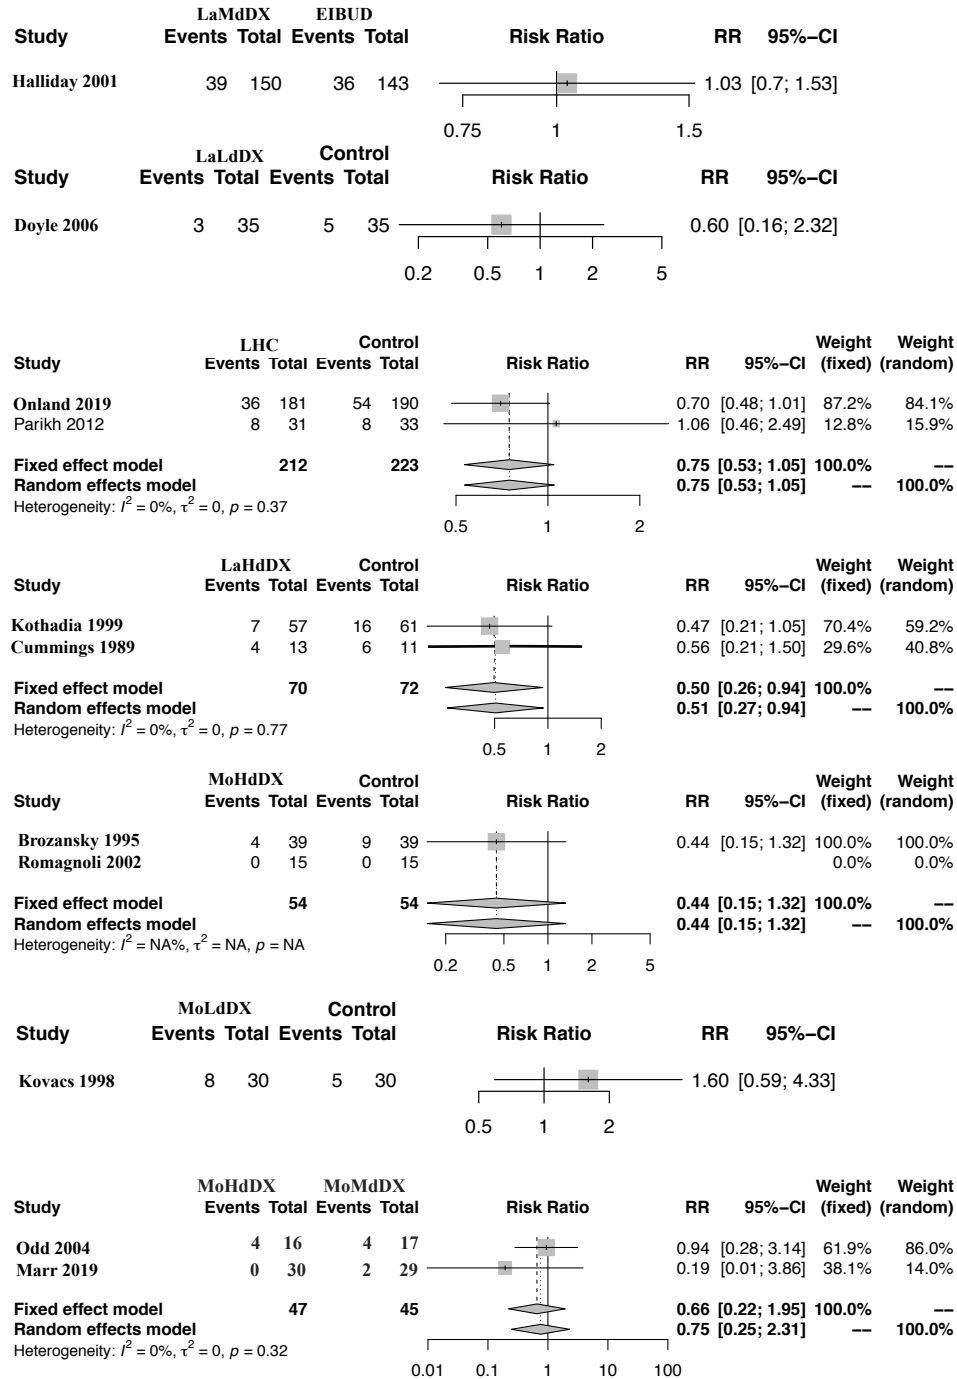 LaMdDX EIBUD
Study Events Total Events Total Risk Ratio RR 95%−CI
Halliday 2001 39 150 36 143 1.03 [0.7; 1.53]
0.75 1 1.5
LaLdDX Control
Study Events Total Events Total Risk Ratio RR 95%−CI
Doyle 2006 3 35 5 35 0.60 [0.16; 2.32]
0.2 0.5 1 2 5
LHC Control Weight Weight
Study Events Total Events Total Risk Ratio RR 95%−CI (fixed) (random)
Onland 2019 36 181 54 190 0.70 [0.48; 1.01] 87.2% 84.1%
Parikh 2012 8 31 8 33 1.06 [0.46; 2.49] 12.8% 15.9%
Fixed effect model 212 223 0.75 [0.53; 1.05] 100.0% −−
Random effects model 0.75 [0.53; 1.05] −− 100.0%
Heterogeneity: I² = 0%, τ² = 0, p = 0.37
0.5 1 2
LaHdDX Control Weight Weight
Study Events Total Events Total Risk Ratio RR 95%−CI (fixed) (random)
Kothadia 1999 7 57 16 61 0.47 [0.21; 1.05] 70.4% 59.2%
Cummings 1989 4 13 6 11 0.56 [0.21; 1.50] 29.6% 40.8%
Fixed effect model 70 72 0.50 [0.26; 0.94] 100.0% −−
Random effects model 0.51 [0.27; 0.94] −− 100.0%
Heterogeneity: I² = 0%, τ² = 0, p = 0.77
0.5 1 2
MoHdDX Control Weight Weight
Study Events Total Events Total Risk Ratio RR 95%−CI (fixed) (random)
Brozansky 1995 4 39 9 39 0.44 [0.15; 1.32] 100.0% 100.0%
Romagnoli 2002 0 15 0 15 0.0% 0.0%
Fixed effect model 54 54 0.44 [0.15; 1.32] 100.0% −−
Random effects model 0.44 [0.15; 1.32] −− 100.0%
Heterogeneity: I² = NA%, τ² = NA, p = NA
0.2 0.5 1 2 5
MoLdDX Control
Study Events Total Events Total Risk Ratio RR 95%−CI
Kovacs 1998 8 30 5 30 1.60 [0.59; 4.33]
0.5 1 2
MoHdDX MoMdDX Weight Weight
Study Events Total Events Total Risk Ratio RR 95%−CI (fixed) (random)
Odd 2004 4 16 4 17 0.94 [0.28; 3.14] 61.9% 86.0%
Marr 2019 0 30 2 29 0.19 [0.01; 3.86] 38.1% 14.0%
Fixed effect model 47 45 0.66 [0.22; 1.95] 100.0% −−
Random effects model 0.75 [0.25; 2.31] −− 100.0%
Heterogeneity: I² = 0%, τ² = 0, p = 0.32
0.01 0.1 1 10 100